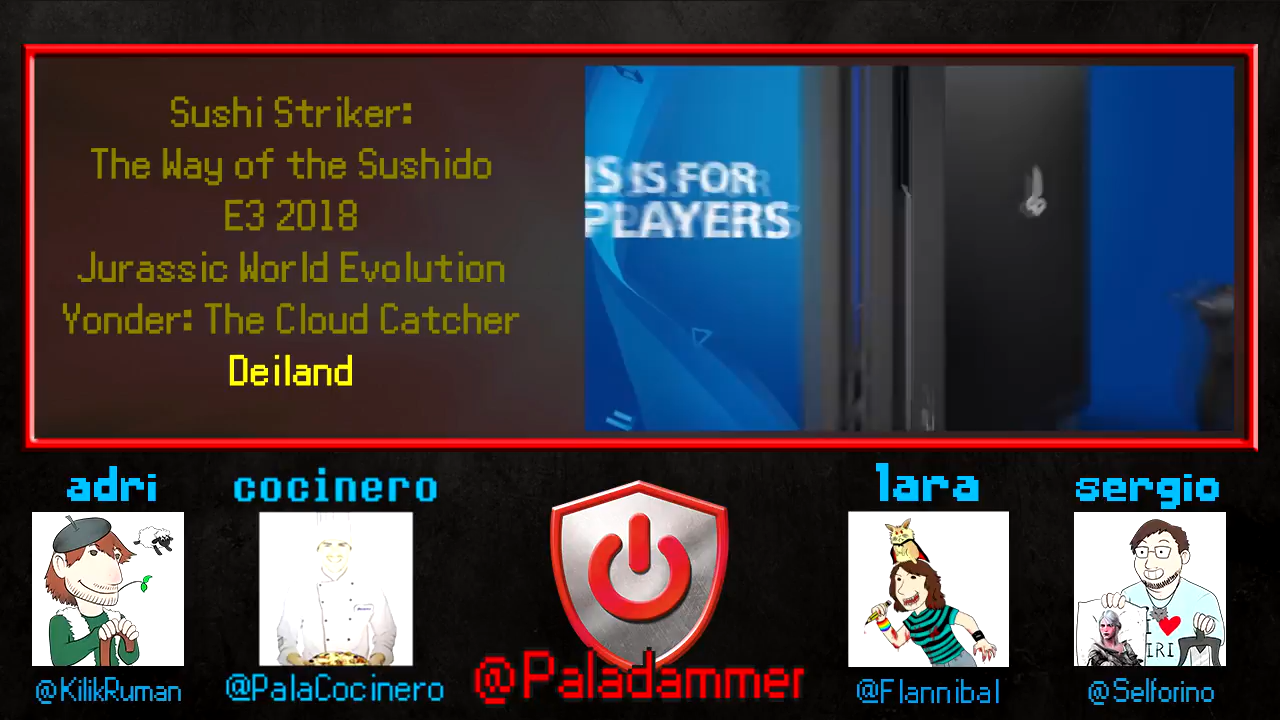 Sushi Striker:
The Way of the Sushido
E3 2018
Jurassic World Evolution
Yonder: The Cloud Catcher
Deiland
IS IS FOR
PLAYERS
adri
cocinero
lara
sergio
I ❤
IRI
@KilikRuman
@PalaCocinero
@Paladammer
@Flannibal
@Selforino